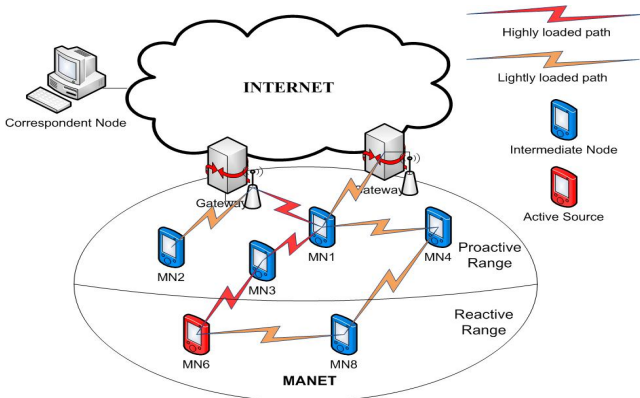 Highly loaded path
INTERNET
Lightly loaded path
Correspondent Node
Intermediate Node
Gateway
Gateway
Active Source
MN1
MN4
Proactive
Range
MN2
MN3
Reactive
Range
MN6
MN8
MANET